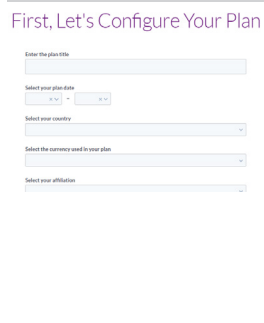 First, Let's Configure Your Plan
Enter the plan title
Select your plan date
-
Select your country
Select the currency used in your plan
Select your affiliation